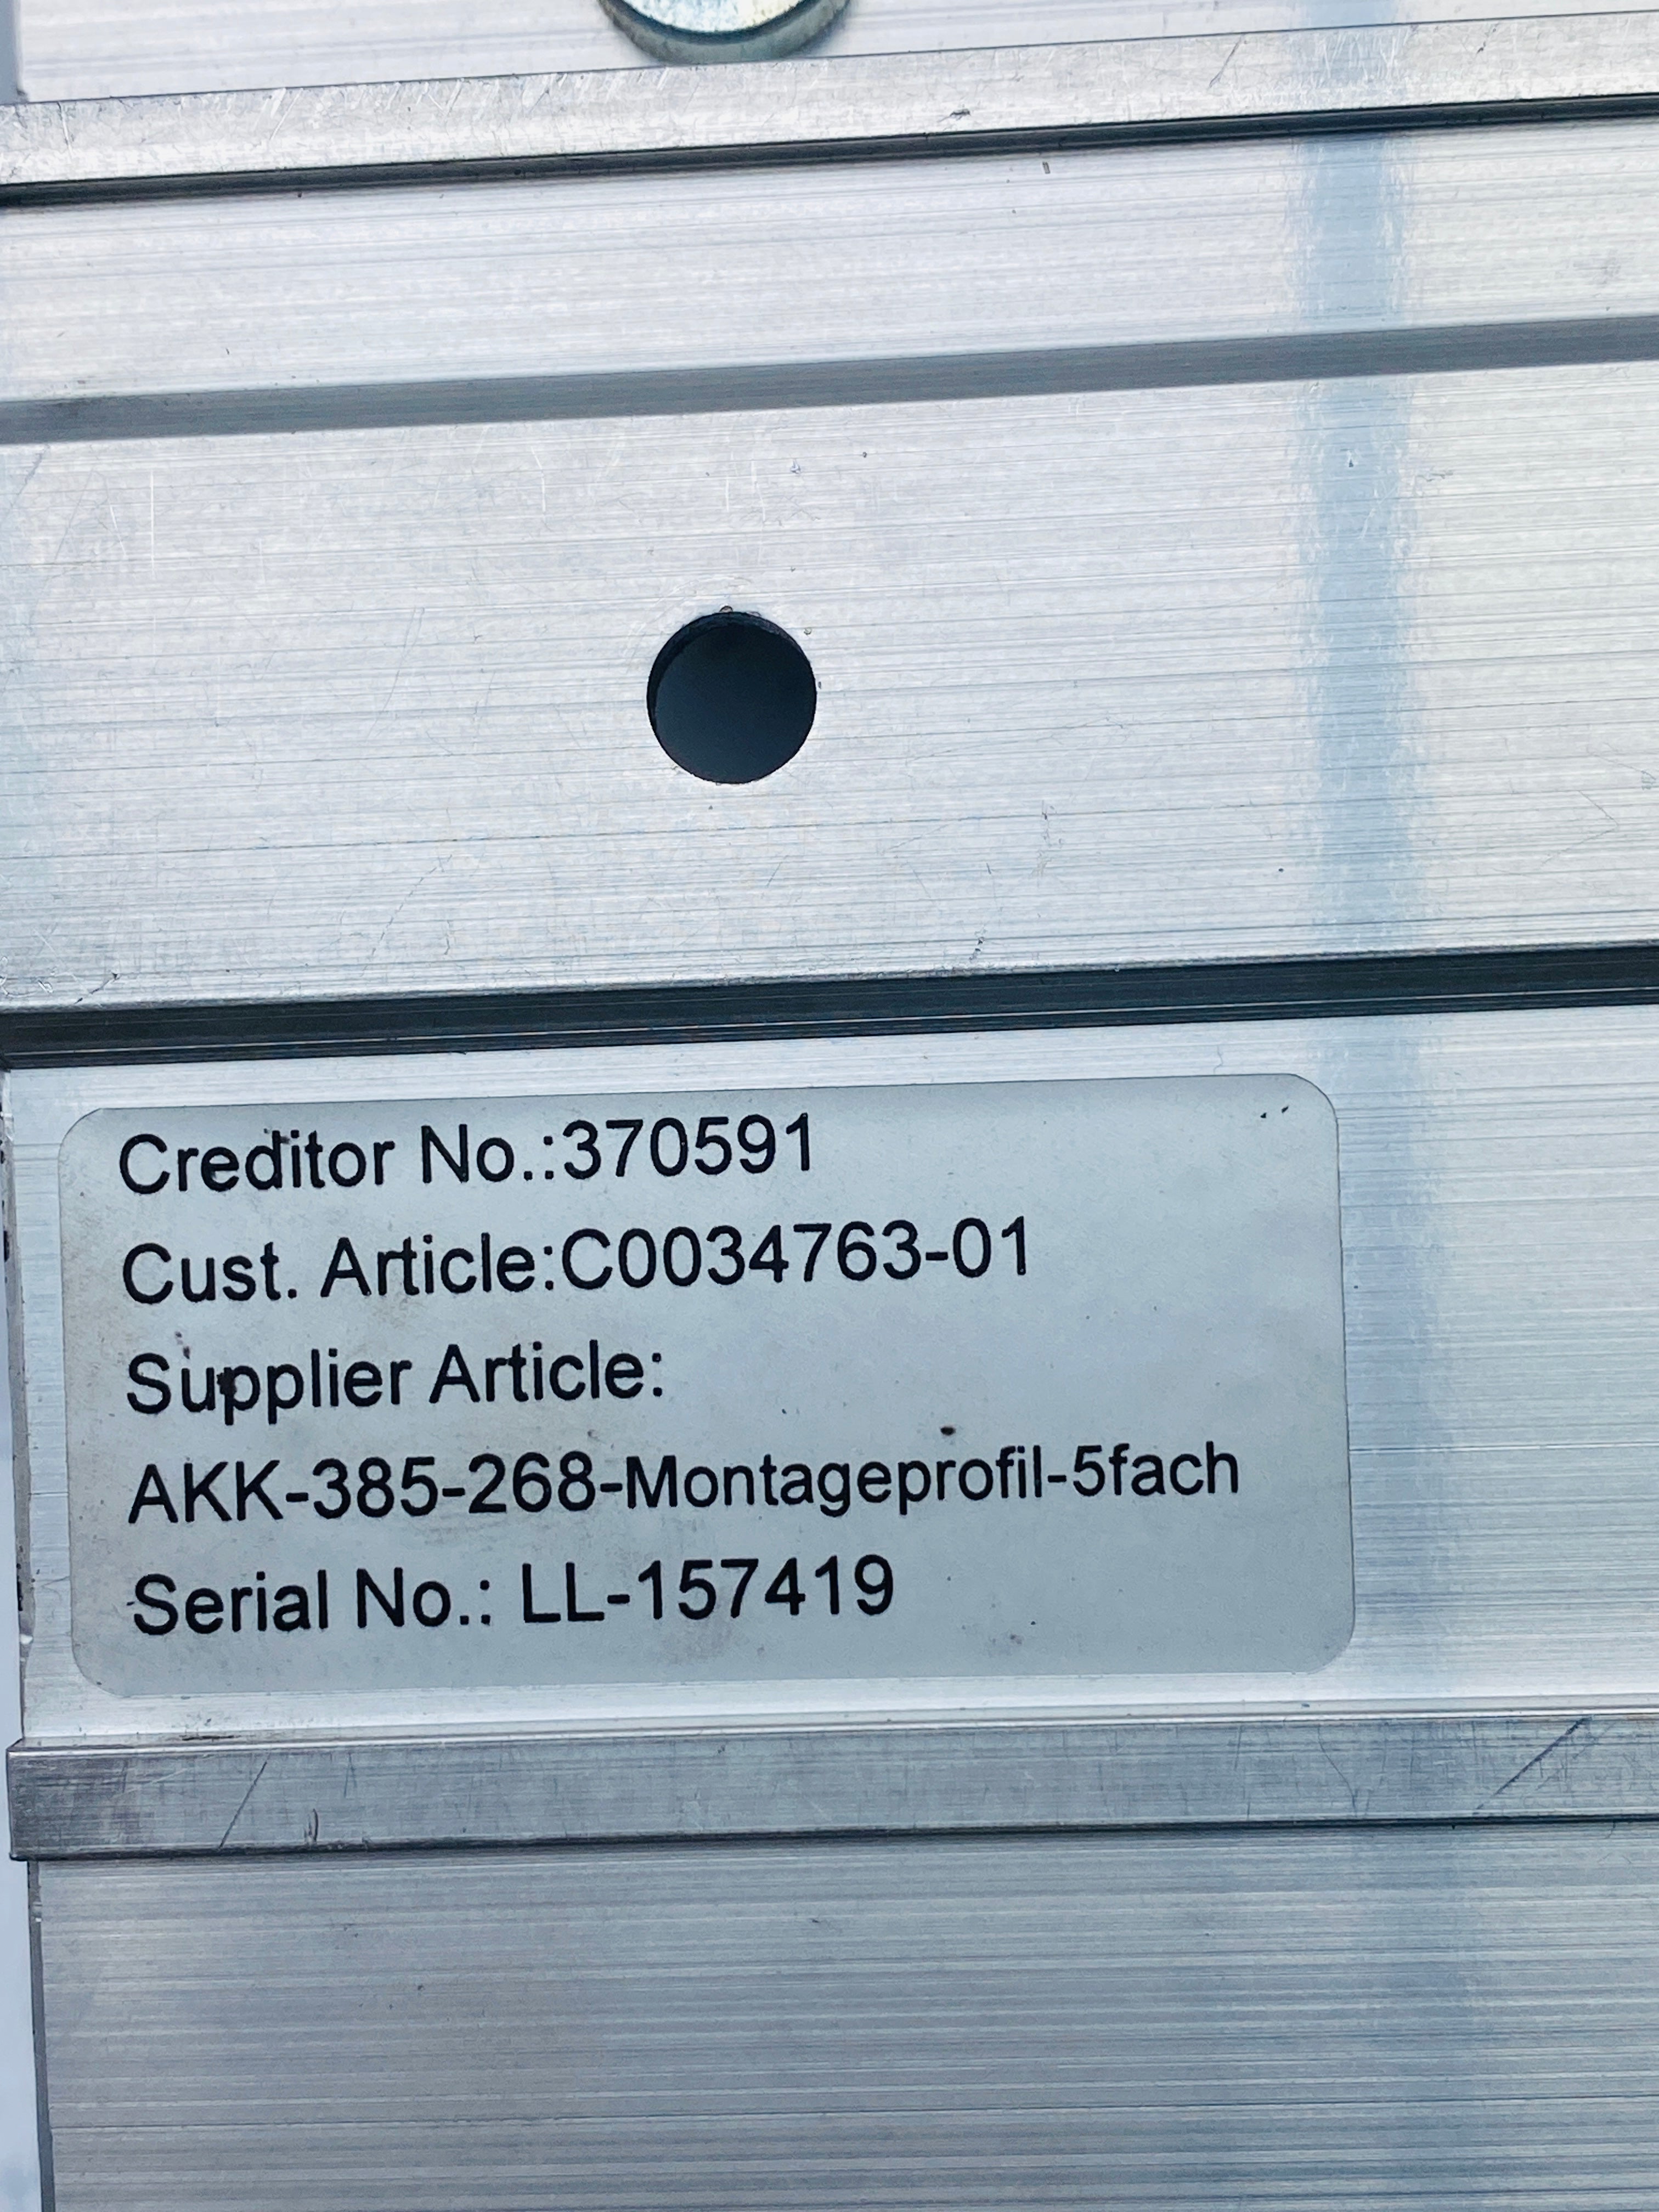 Creditor No.:370591
Cust. Article:C0034763-01
Supplier Article:
AKK-385-268-Montageprofil-5fach
Serial No.: LL-157419